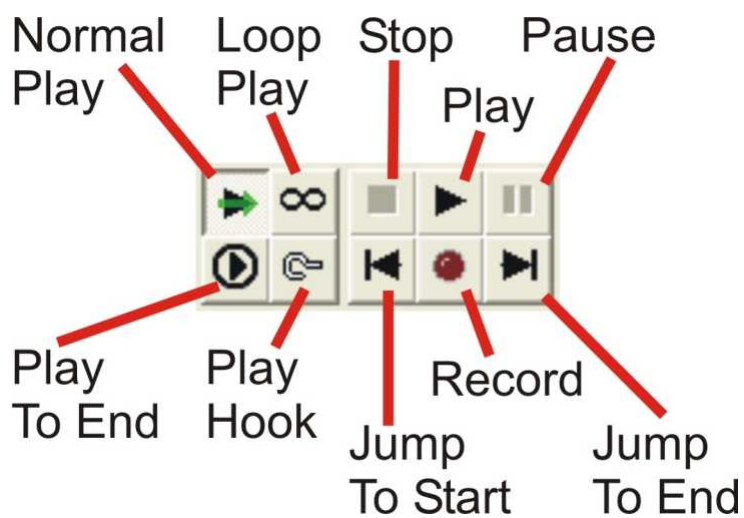 Normal
Play
Loop
Play
Stop
Pause
Play
Play
To End
Play
Hook
Record
Jump
To Start
Jump
To End